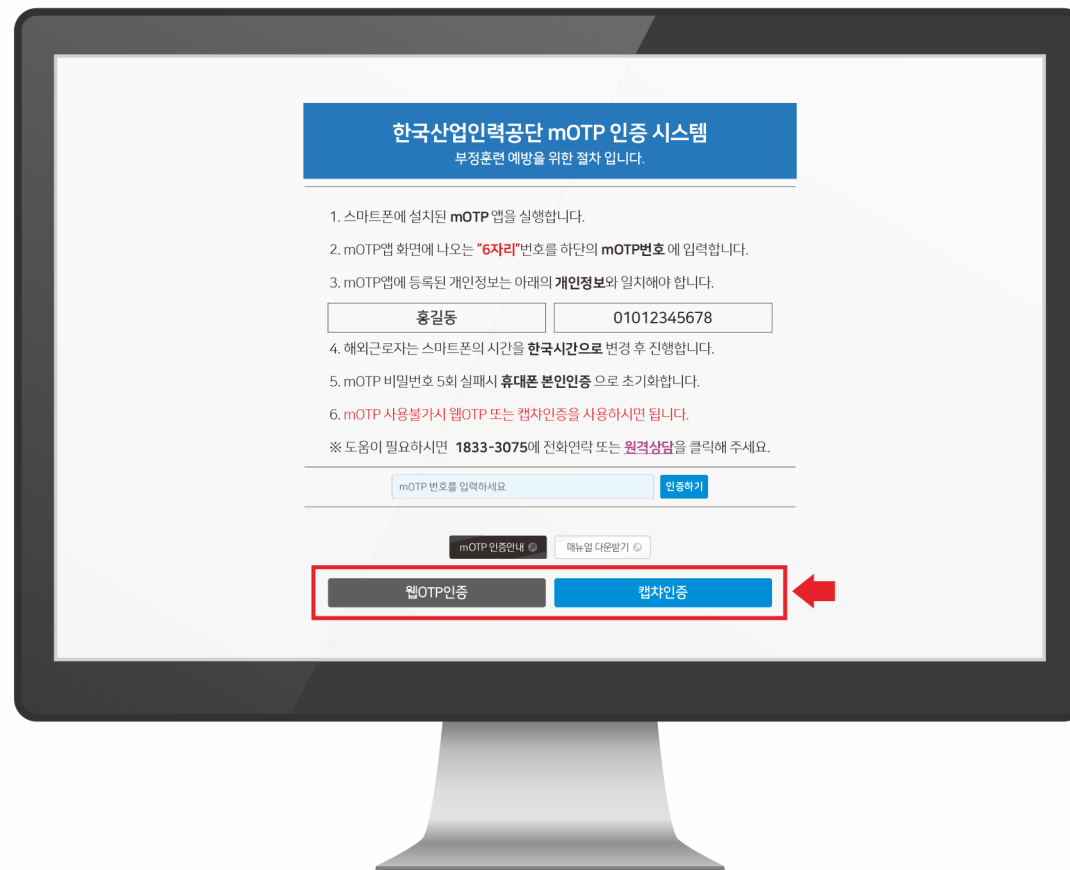 한국산업인력공단 mOTP 인증 시스템
부정훈련 예방을 위한 절차 입니다.
1. 스마트폰에 설치된 mOTP 앱을 실행합니다.
2. mOTP앱 화면에 나오는 "6자리"번호를 하단의 mOTP번호 에 입력합니다.
3. mOTP앱에 등록된 개인정보는 아래의 개인정보와 일치해야 합니다.
홍길동 01012345678
4. 해외근로자는 스마트폰의 시간을 한국시간으로 변경 후 진행합니다.
5. mOTP 비밀번호 5회 실패시 휴대폰 본인인증 으로 초기화합니다.
6. mOTP 사용불가시 웹OTP 또는 캡챠인증을 사용하시면 됩니다.
※ 도움이 필요하시면 1833-3075에 전화연락 또는 원격상담을 클릭해 주세요.
mOTP 번호를 입력하세요 인증하기
mOTP 인증안내 매뉴얼 다운받기
웹OTP인증 캡챠인증